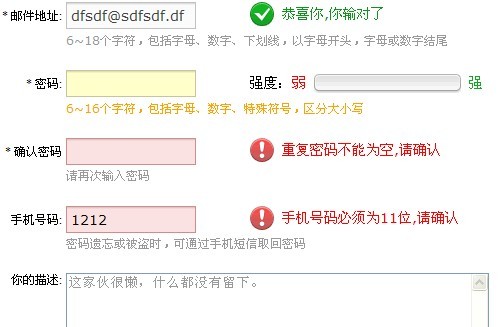 *邮件地址: dfsdf@sdfsdf.df 恭喜你,你输对了
6~18个字符，包括字母、数字、下划线，以字母开头，字母或数字结尾
*密码: 强度：弱 强
6~16个字符，包括字母、数字、特殊符号，区分大小写
*确认密码 重复密码不能为空,请确认
请再次输入密码
手机号码: 1212 手机号码必须为11位,请确认
密码遗忘或被盗时，可通过手机短信取回密码
你的描述: 这家伙很懒，什么都没有留下。